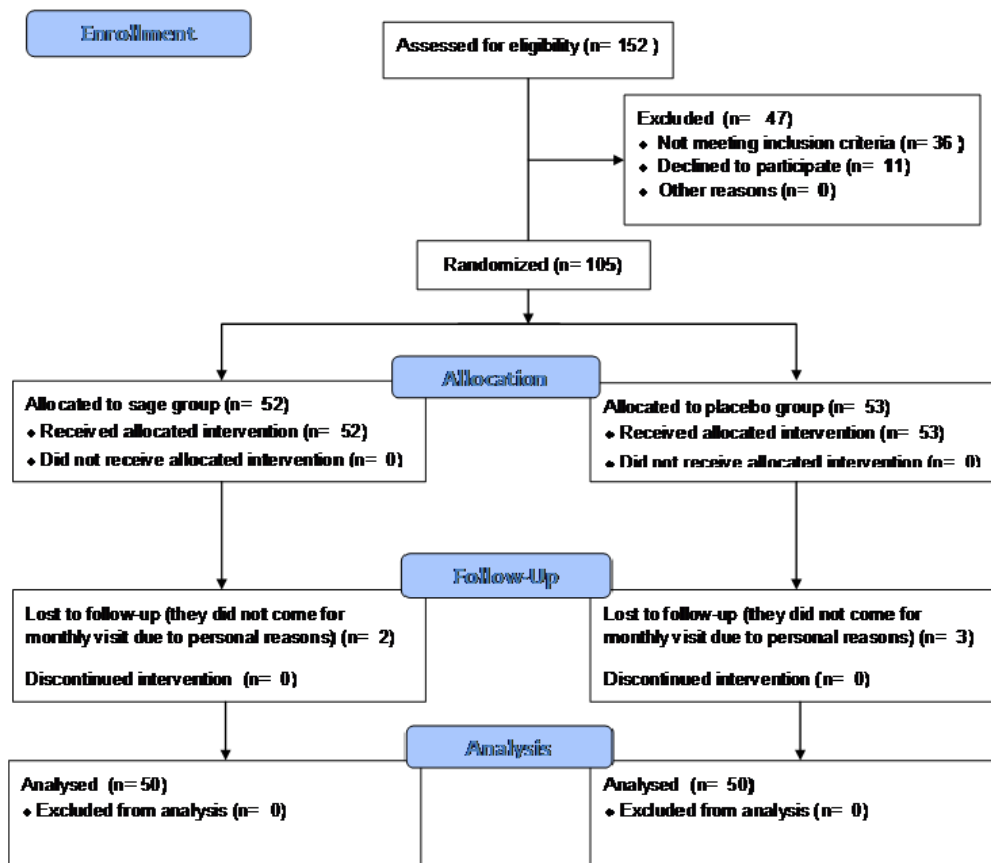 Enrollment
Assessed for eligibility (n= 152 )
Excluded (n= 47)
♦ Not meeting inclusion criteria (n= 36 )
♦ Declined to participate (n= 11)
♦ Other reasons (n= 0)
Randomized (n= 105)
Allocation
Allocated to sage group (n= 52)
♦ Received allocated intervention (n= 52)
♦ Did not receive allocated intervention (n= 0)
Allocated to placebo group (n= 53)
♦ Received allocated intervention (n= 53)
♦ Did not receive allocated intervention (n= 0)
Follow-Up
Lost to follow-up (they did not come for
monthly visit due to personal reasons) (n= 2)
Discontinued intervention (n= 0)
Lost to follow-up (they did not come for
monthly visit due to personal reasons) (n= 3)
Discontinued intervention (n= 0)
Analysis
Analysed (n= 50)
♦ Excluded from analysis (n= 0)
Analysed (n= 50)
♦ Excluded from analysis (n= 0)